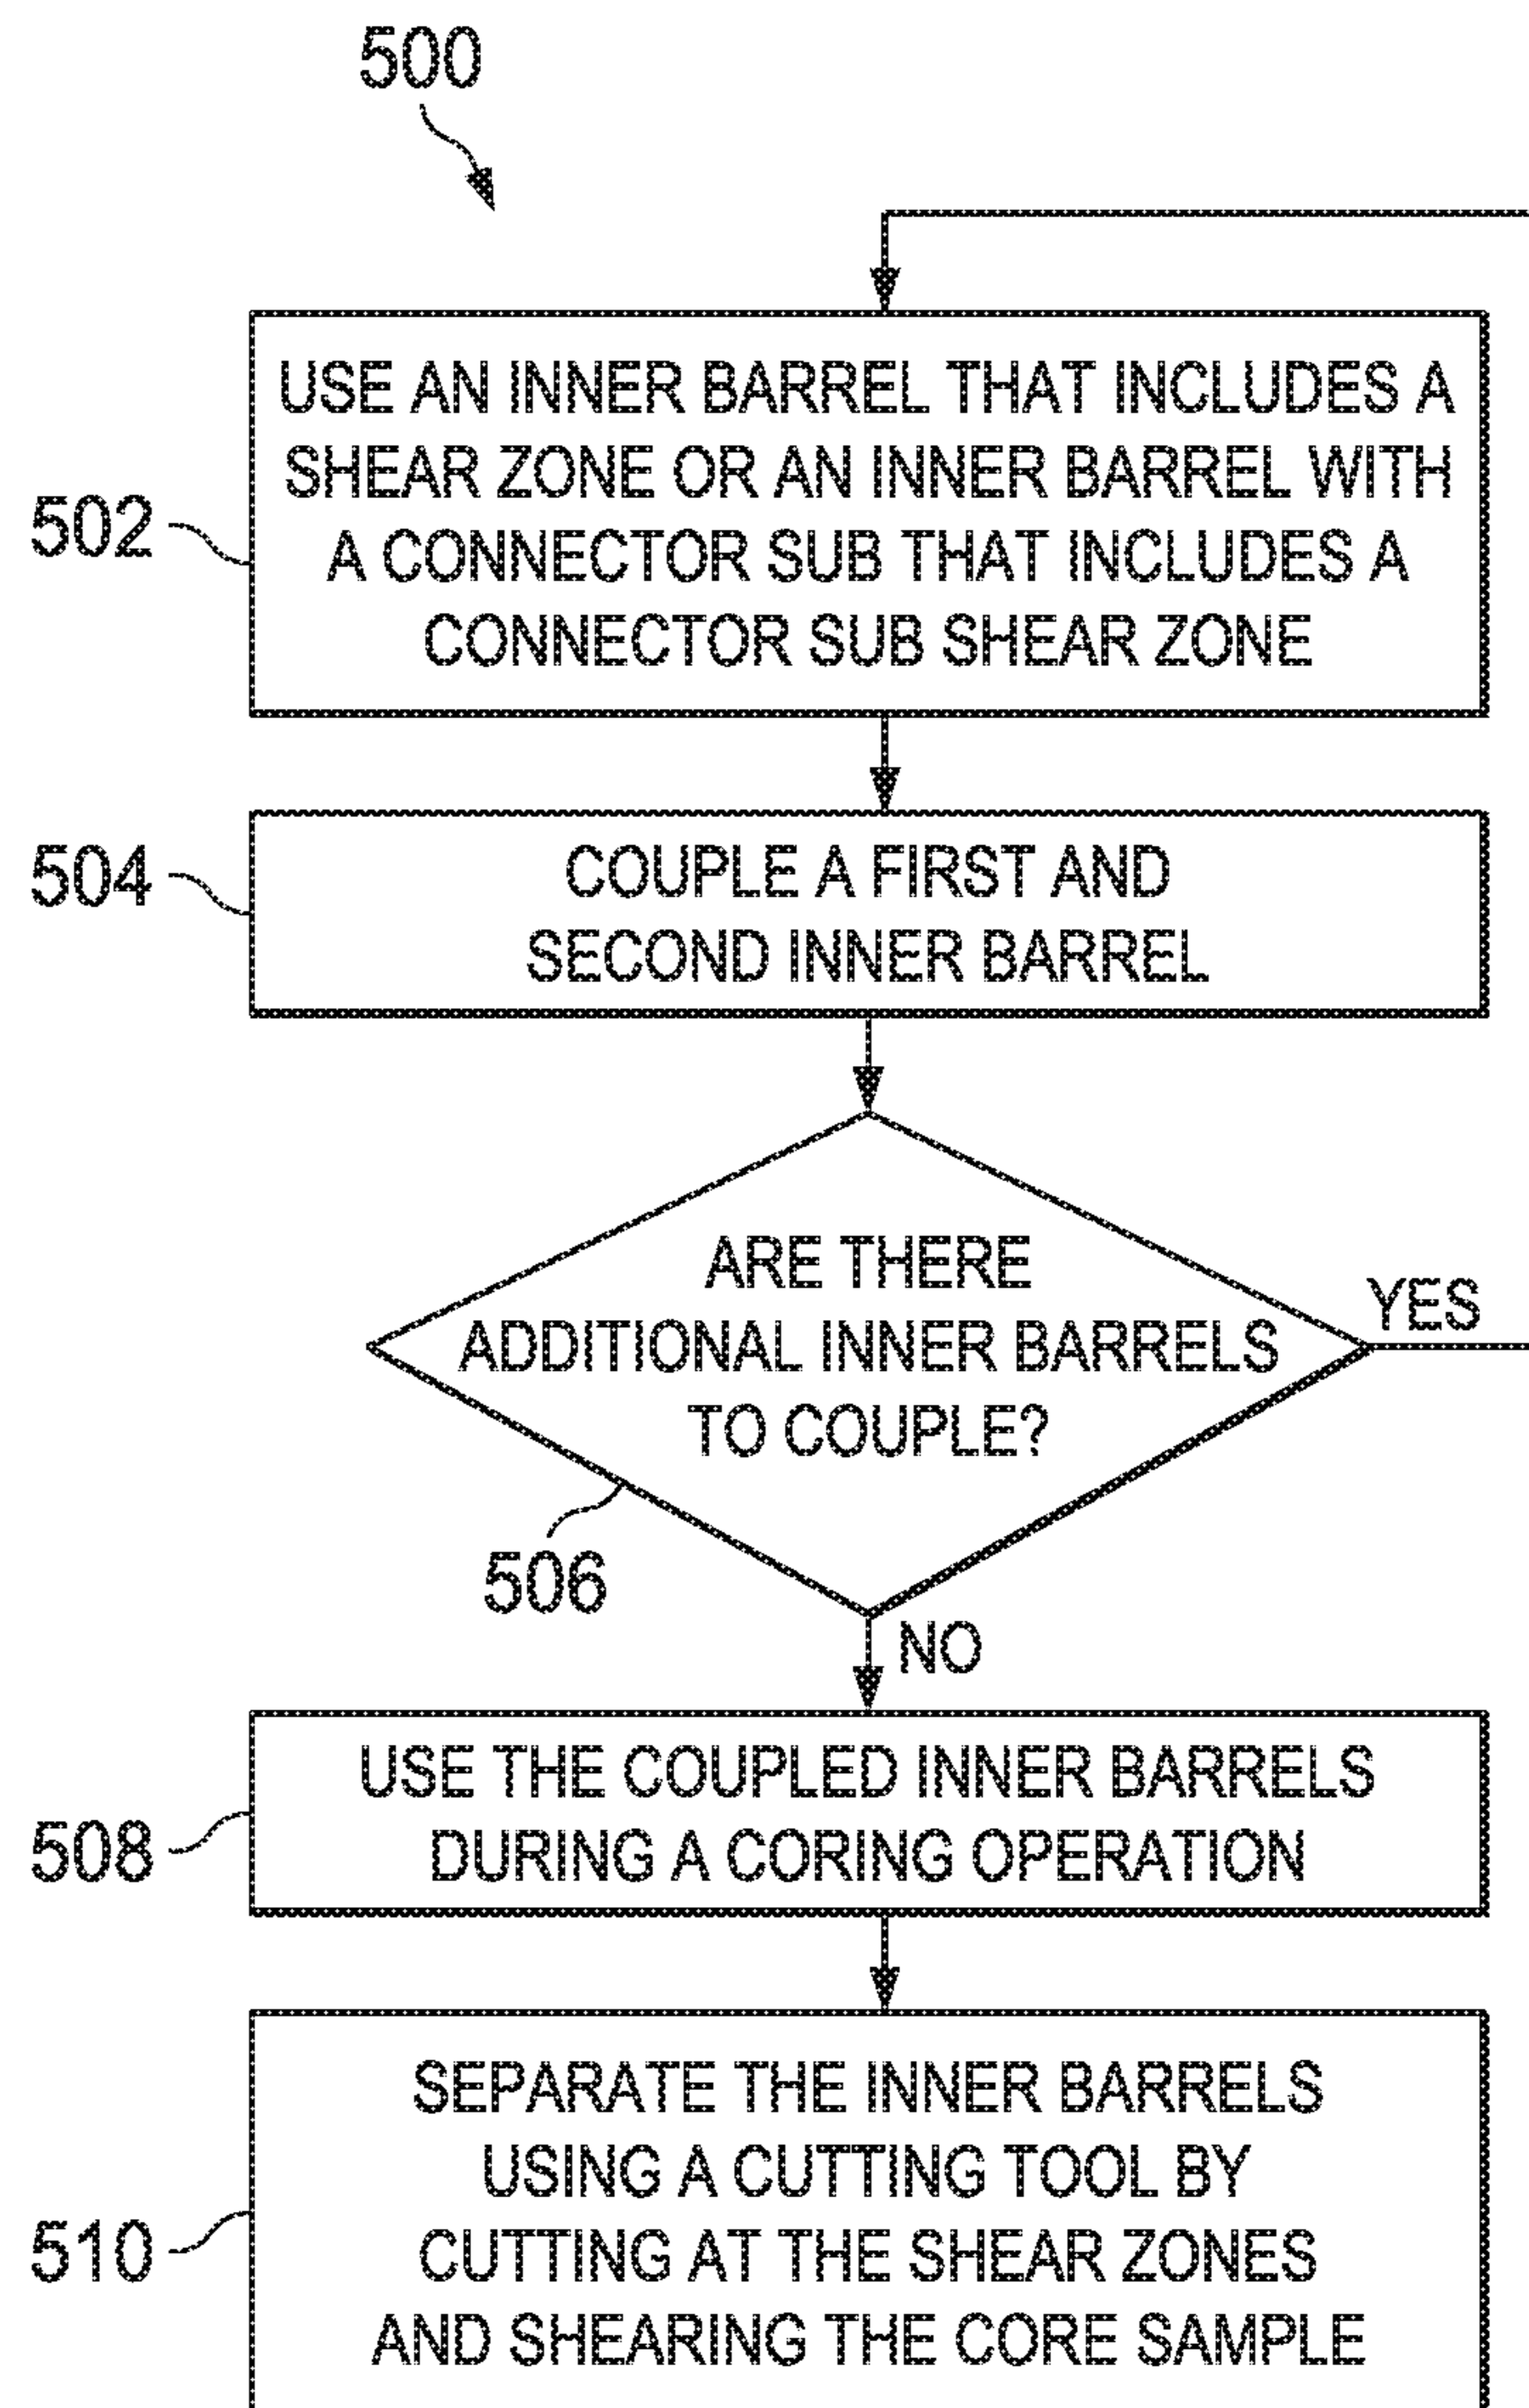 500
USE AN INNER BARREL THAT INCLUDES A
SHEAR ZONE OR AN INNER BARREL WITH
A CONNECTOR SUB THAT INCLUDES A
CONNECTOR SUB SHEAR ZONE
502
COUPLE A FIRST AND
SECOND INNER BARREL
504
ARE THERE
ADDITIONAL INNER BARRELS
TO COUPLE?
YES
506
NO
USE THE COUPLED INNER BARRELS
DURING A CORING OPERATION
508
SEPARATE THE INNER BARRELS
USING A CUTTING TOOL BY
CUTTING AT THE SHEAR ZONES
AND SHEARING THE CORE SAMPLE
510